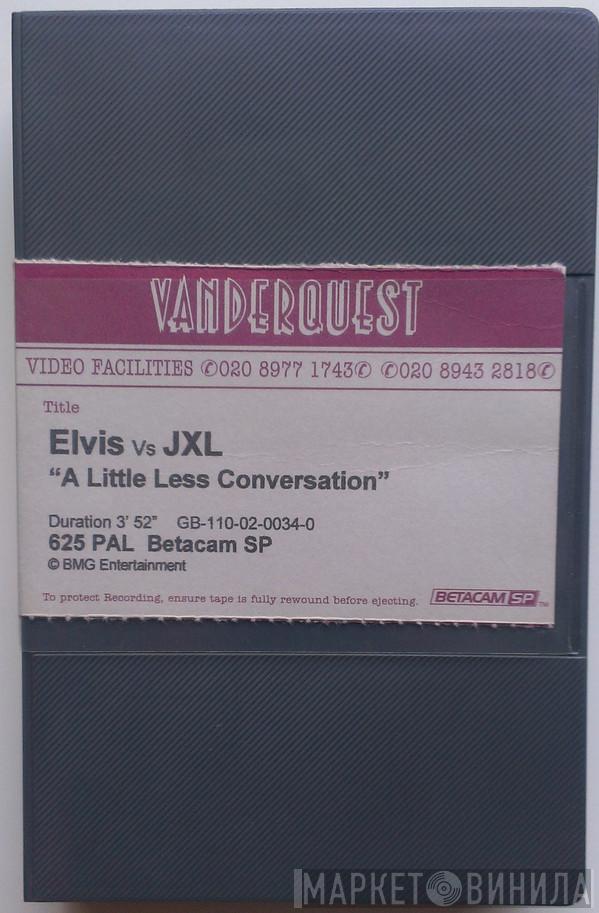 VANDERQUEST
VIDEO FACILITIES ✆020 8977 1743✆ ✆020 8943 2818✆
Title
Elvis Vs JXL
“A Little Less Conversation”
Duration 3’ 52” GB-110-02-0034-0
625 PAL Betacam SP
© BMG Entertainment
To protect Recording, ensure tape is fully rewound before ejecting. BETACAM SP ™
МАРКЕТ ВИНИЛА